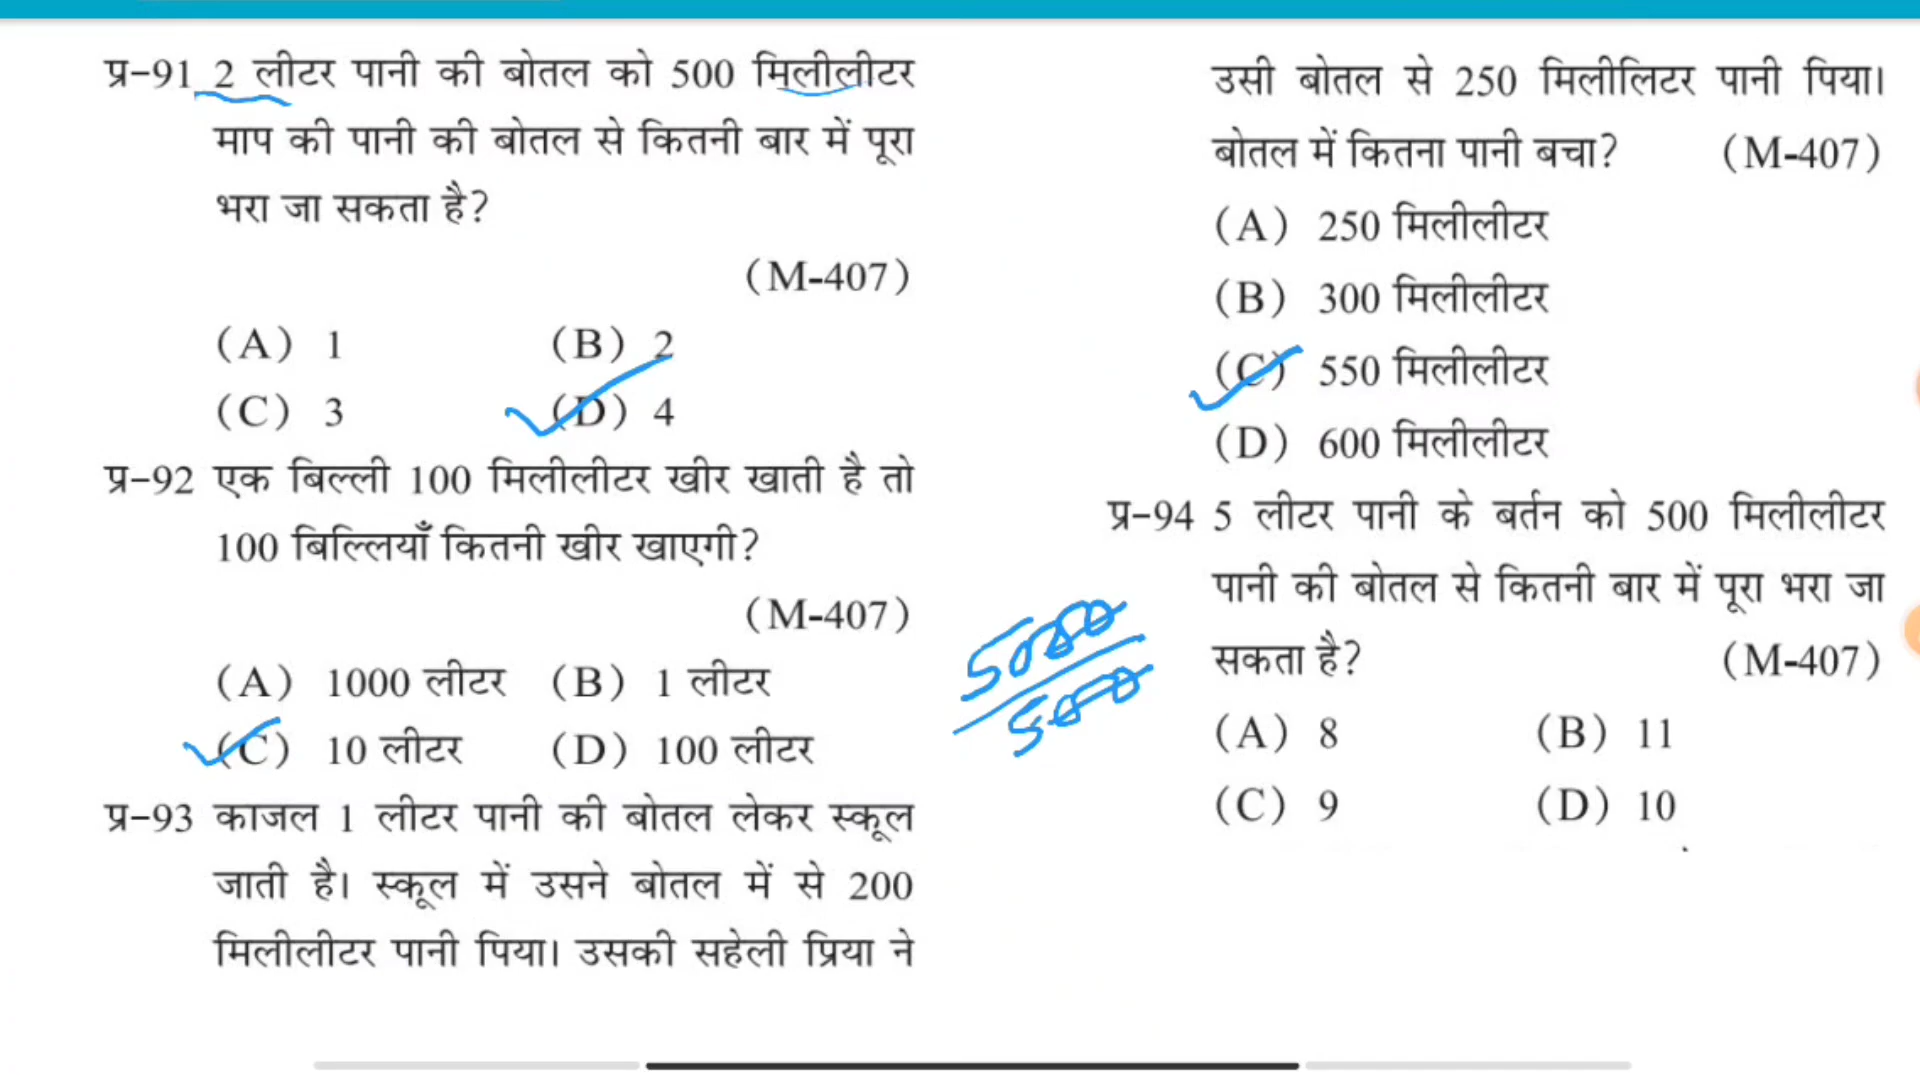 प्र-91 2 लीटर पानी की बोतल को 500 मिलीलीटर
माप की पानी की बोतल से कितनी बार में पूरा
भरा जा सकता है?
(M-407)
(A) 1 (B) 2
(C) 3 (D) 4
प्र-92 एक बिल्ली 100 मिलीलीटर खीर खाती है तो
100 बिल्लियाँ कितनी खीर खाएगी?
(M-407)
(A) 1000 लीटर (B) 1 लीटर
(C) 10 लीटर (D) 100 लीटर
प्र-93 काजल 1 लीटर पानी की बोतल लेकर स्कूल
जाती है। स्कूल में उसने बोतल में से 200
मिलीलीटर पानी पिया। उसकी सहेली प्रिया ने
उसी बोतल से 250 मिलीलिटर पानी पिया।
बोतल में कितना पानी बचा? (M-407)
(A) 250 मिलीलीटर
(B) 300 मिलीलीटर
(C) 550 मिलीलीटर
(D) 600 मिलीलीटर
प्र-94 5 लीटर पानी के बर्तन को 500 मिलीलीटर
पानी की बोतल से कितनी बार में पूरा भरा जा
सकता है? (M-407)
(A) 8 (B) 11
(C) 9 (D) 10
5000
500